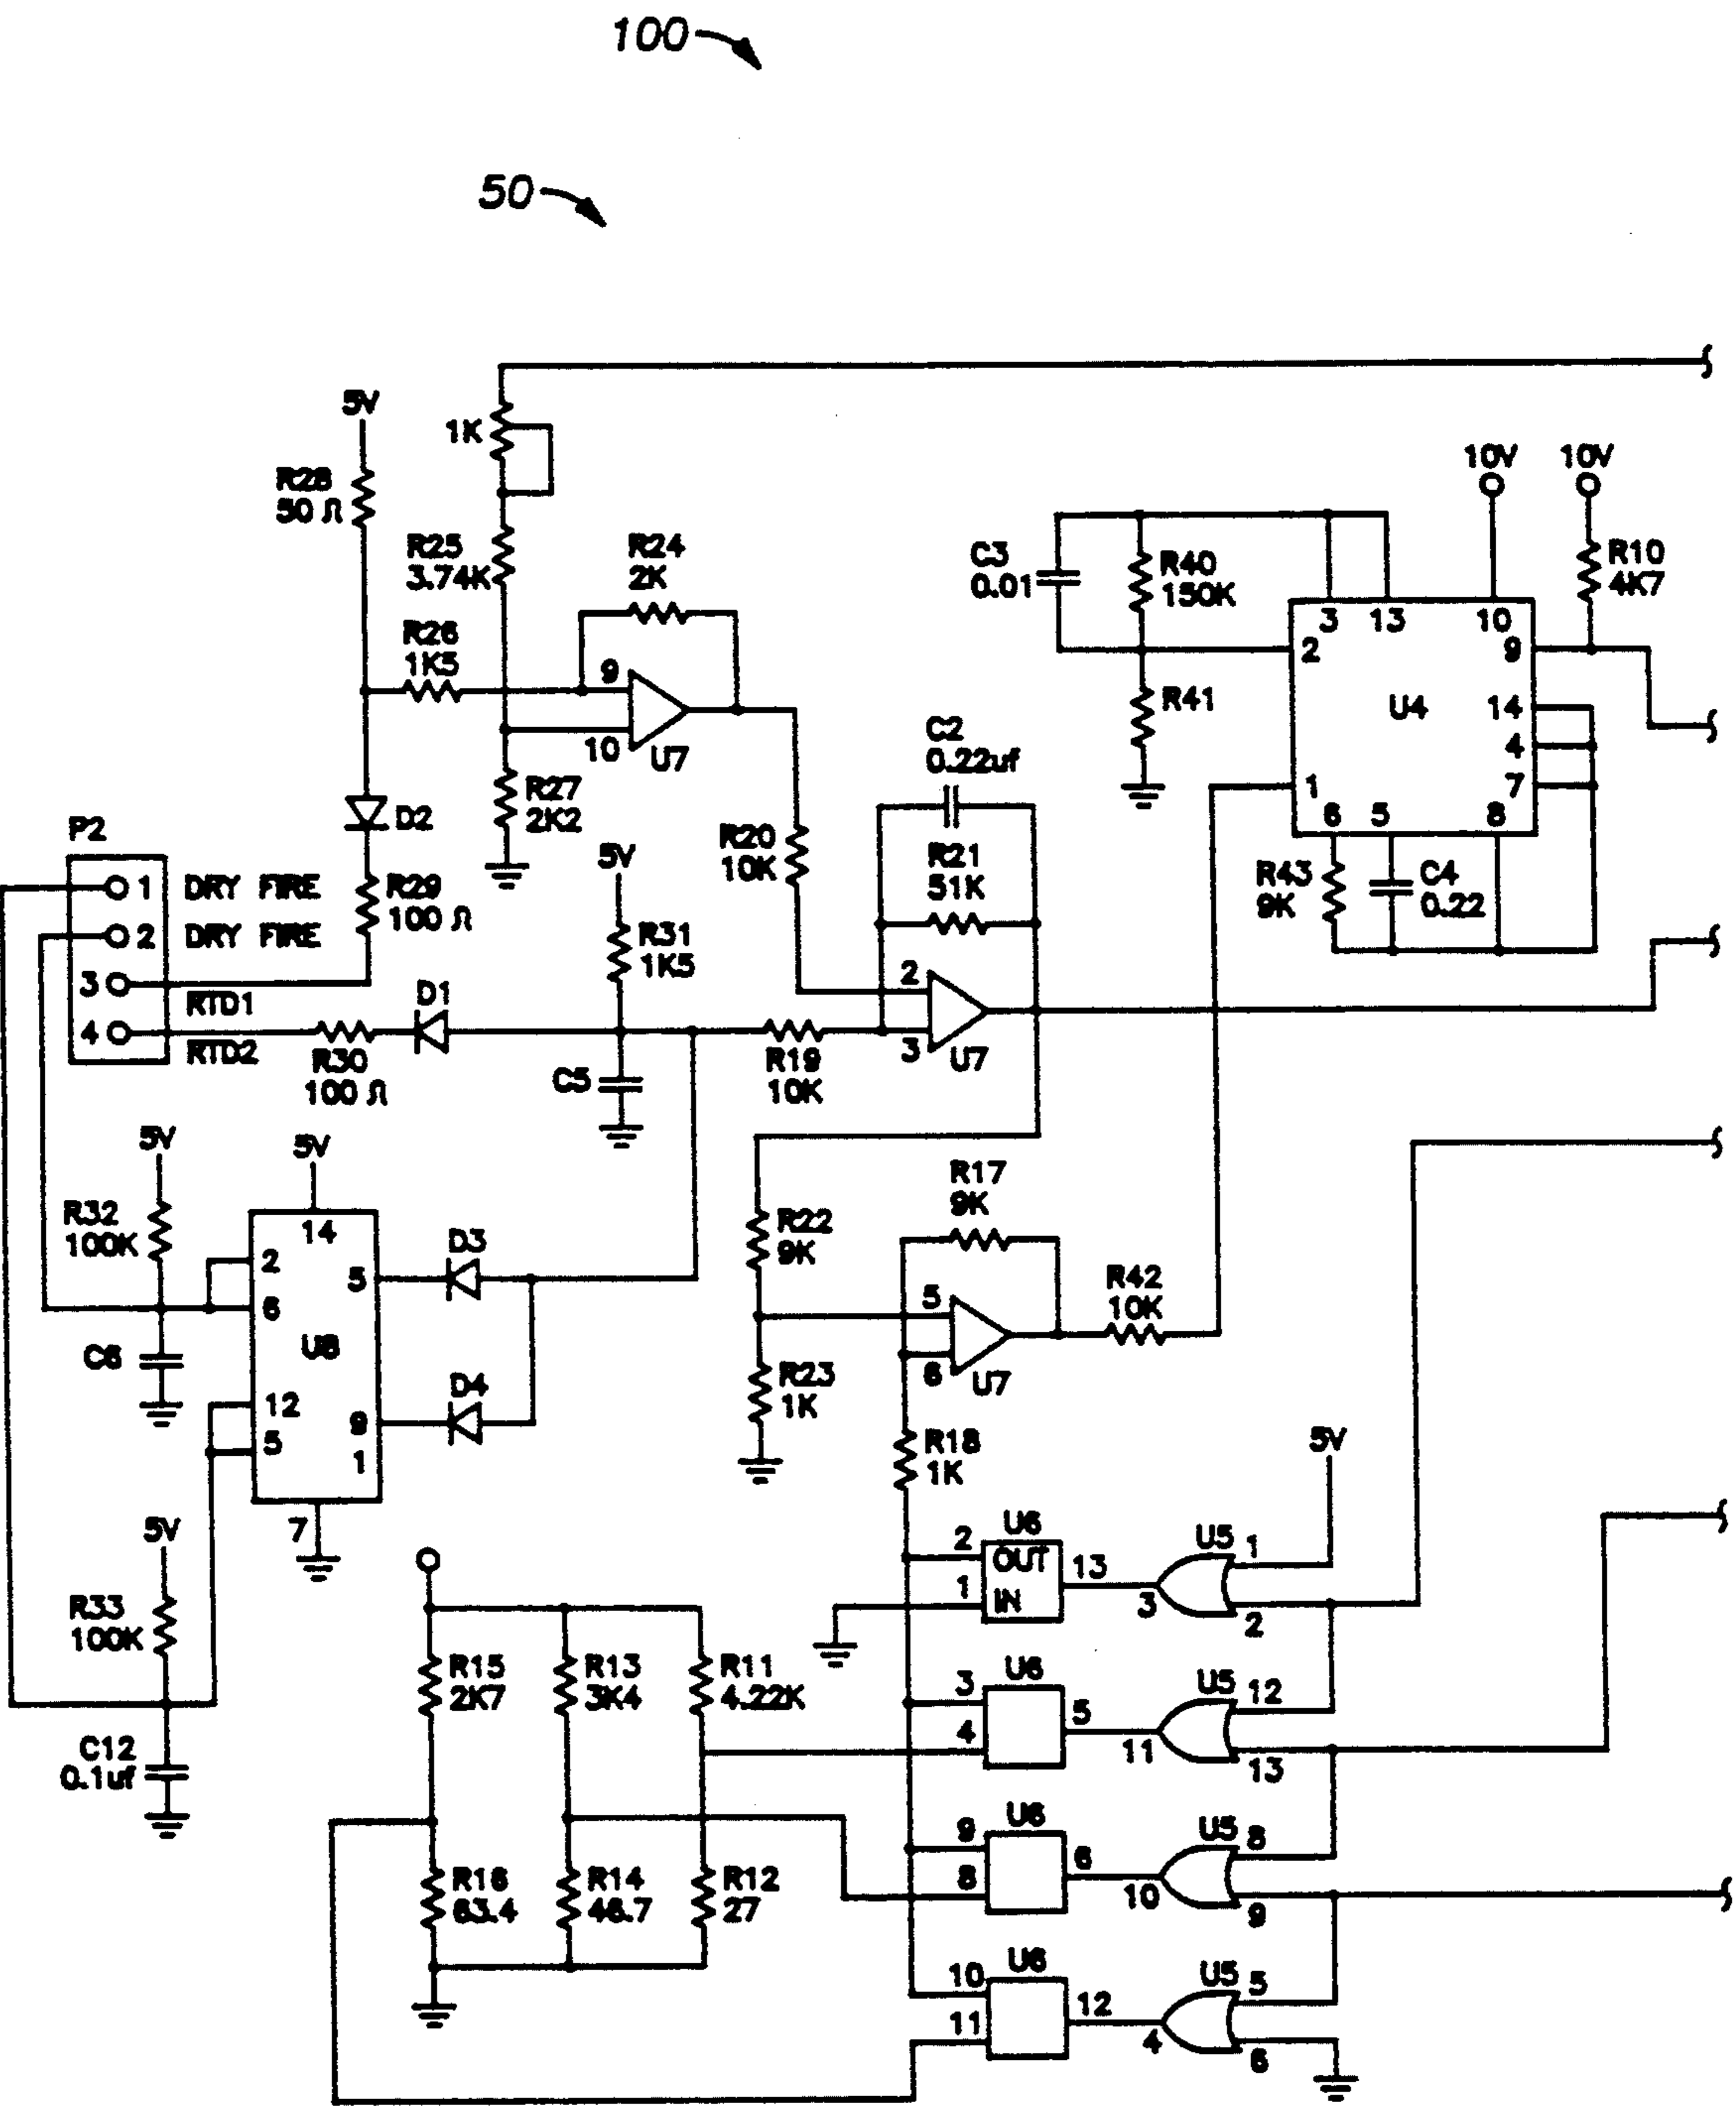 100
50
5V
1K
R28
50 Ω
R25
3.74K
R24
2K
R26
1K5
9
10
U7
R27
2K2
D2
P2
1 DRY FIRE
2 DRY FIRE
3
RTD1
4
RTD2
R29
100 Ω
D1
R30
100 Ω
5V
R31
1K5
C5
R20
10K
C2
0.22uf
R21
51K
2
3
U7
R19
10K
10V
10V
C3
0.01
R40
150K
R10
4K7
3
13
10
2
9
R41
U4
14
4
1
7
6
5
8
R43
9K
C4
0.22
5V
5V
R32
100K
14
2
5
D3
6
U8
C6
12
D4
9
5
1
7
5V
R33
100K
C12
0.1uf
R22
9K
R17
9K
5
6
U7
R42
10K
R23
1K
R18
1K
5V
2
U6
OUT
13
U5
1
1
IN
3
2
R15
2K7
R13
3K4
R11
4.22K
3
U6
5
U5
12
4
11
13
9
U6
6
U5
8
8
10
9
R16
63.4
R14
46.7
R12
27
10
U6
12
U5
5
11
4
6